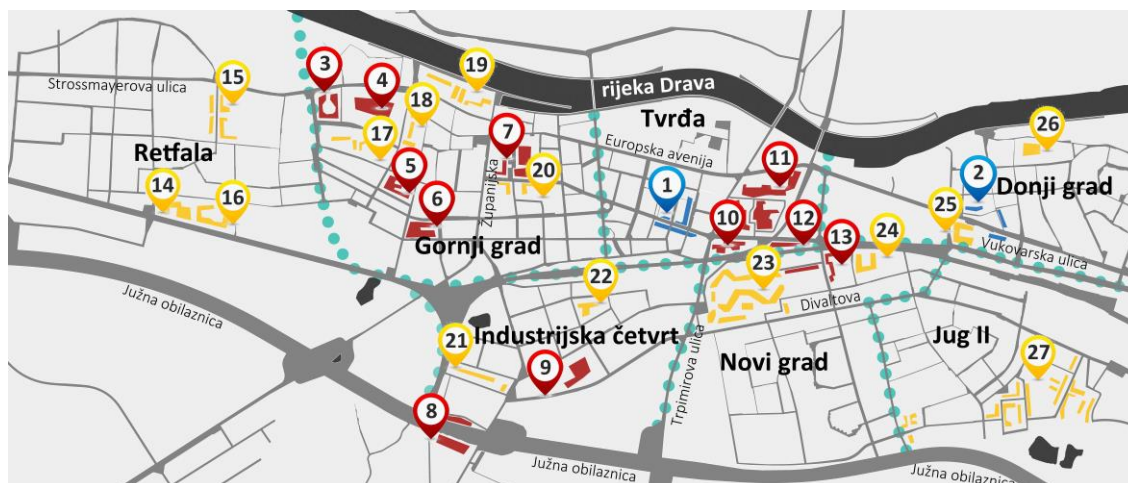 19
3
4
15
rijeka Drava
Strossmayerova ulica
18
Tvrđa
26
17
7
Europska avenija
Retfala
5
20
11
1
2
Donji grad
14
16
6
Županijska
10
12
25
Gornji grad
13
24
Vukovarska ulica
22
23
Južna obilaznica
Divaltova
21
Industrijska četvrt
Jug II
9
Novi grad
27
Trpimirova ulica
8
Južna obilaznica
Južna obilaznica